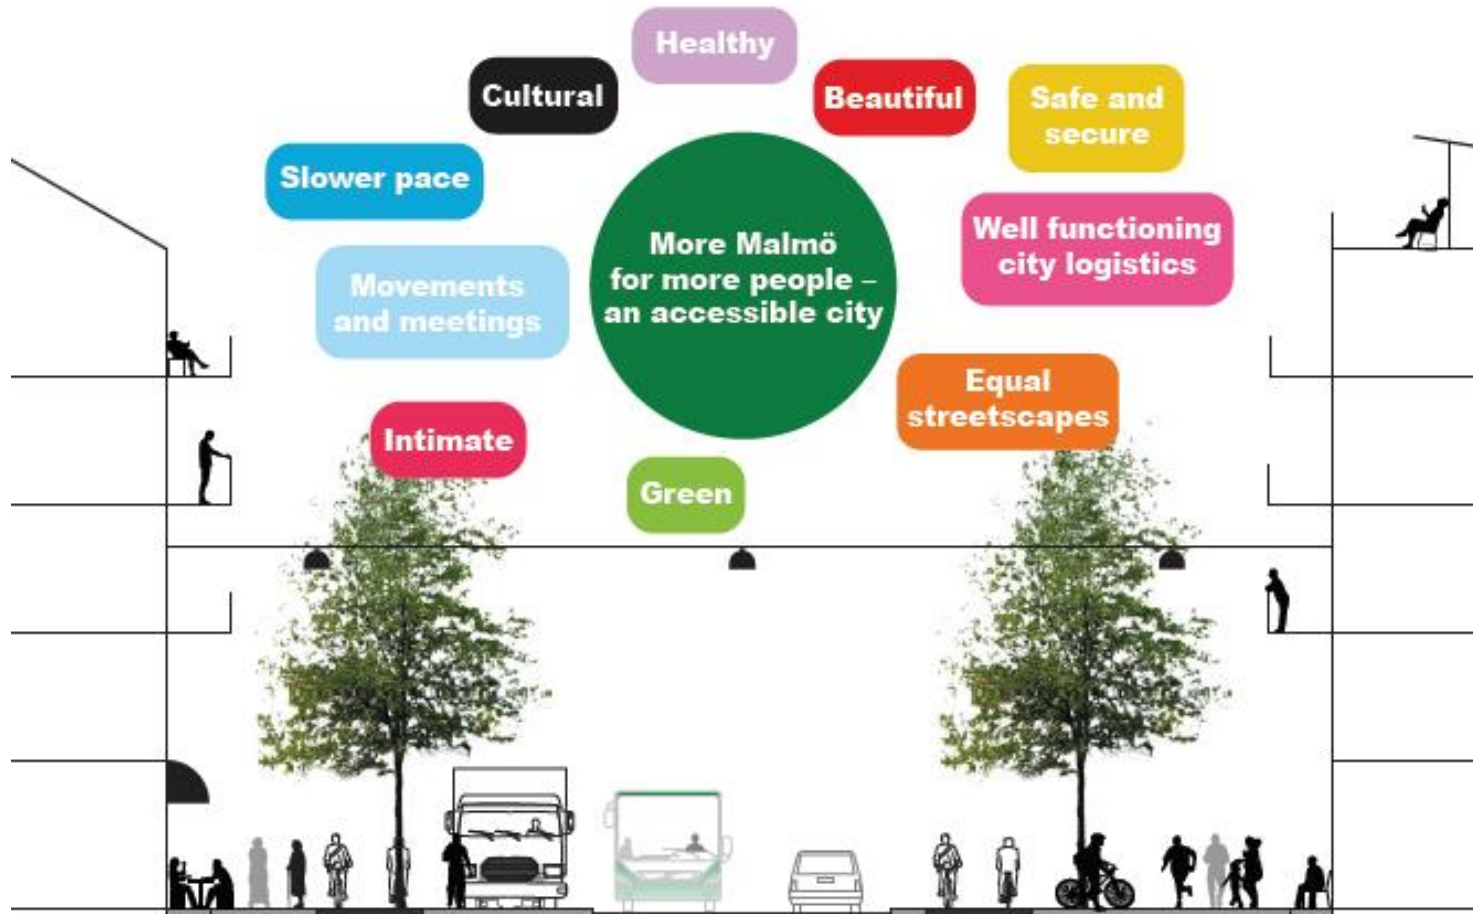 Healthy
Cultural
Beautiful
Safe and
secure
Slower pace
Well functioning
city logistics
More Malmö
for more people –
an accessible city
Movements
and meetings
Equal
streetscapes
Intimate
Green